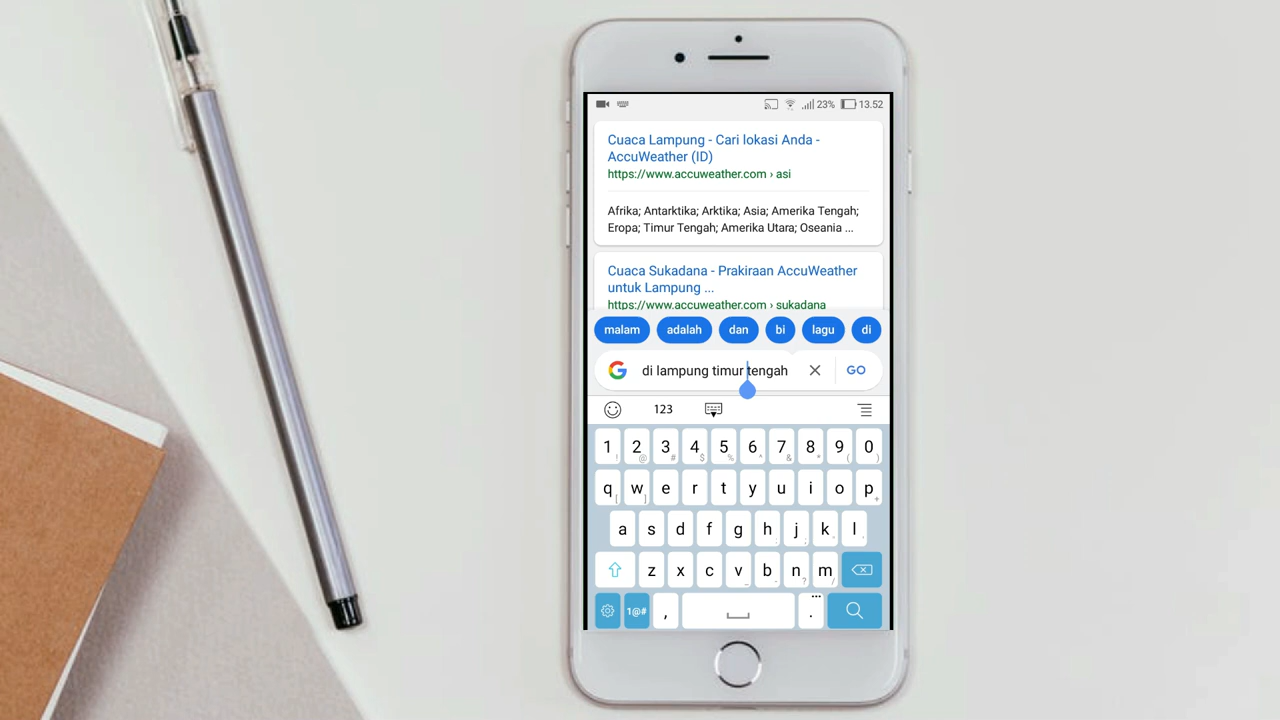 23% 13.52
Cuaca Lampung - Cari lokasi Anda -
AccuWeather (ID)
https://www.accuweather.com › asi
Afrika; Antarktika; Arktika; Asia; Amerika Tengah;
Eropa; Timur Tengah; Amerika Utara; Oseania ...
Cuaca Sukadana - Prakiraan AccuWeather
untuk Lampung ...
https://www.accuweather.com › sukadana
malam adalah dan bi lagu di
di lampung timur tengah GO
123
1 2 3 4 5 6 7 8 9 0
! @ # $ % ^ & * ( )
q w e r t y u i o p
[ ] +
a s d f g h j k l
z x c v b n m
_ - ? /
1@#  , ... .